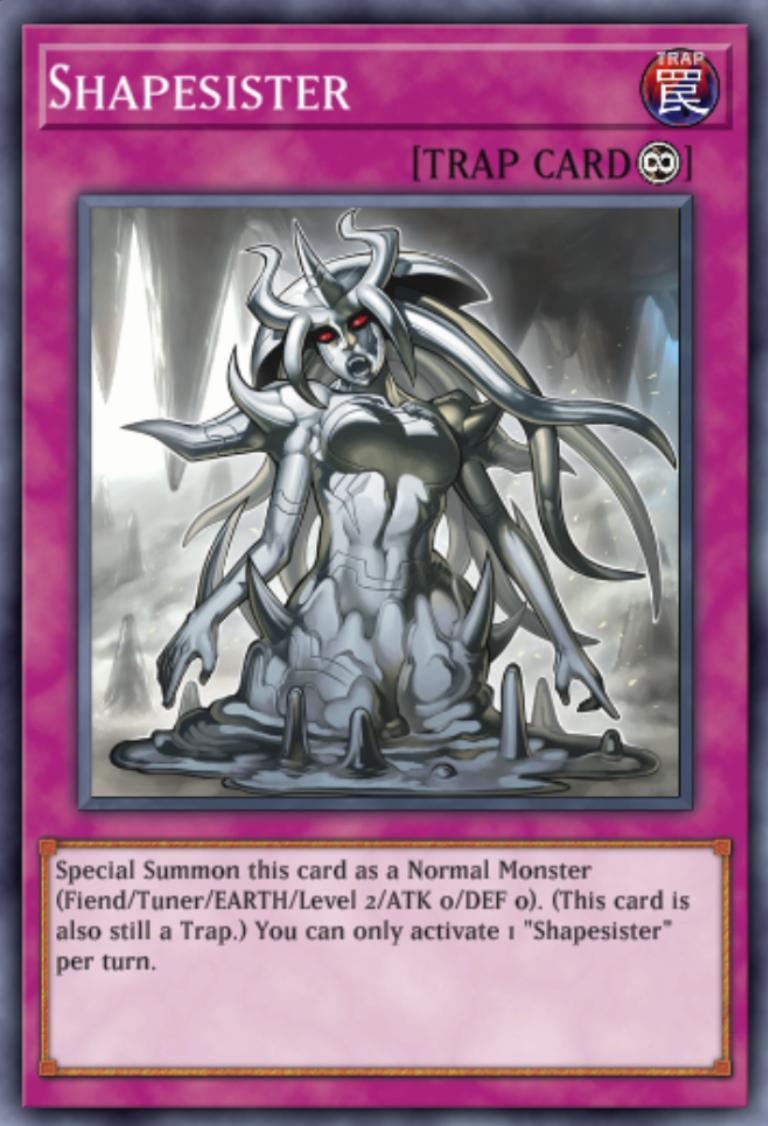 SHAPESISTER
TRAP
罠
[TRAP CARD]
Special Summon this card as a Normal Monster
(Fiend/Tuner/EARTH/Level 2/ATK 0/DEF 0). (This card is
also still a Trap.) You can only activate 1 "Shapesister"
per turn.